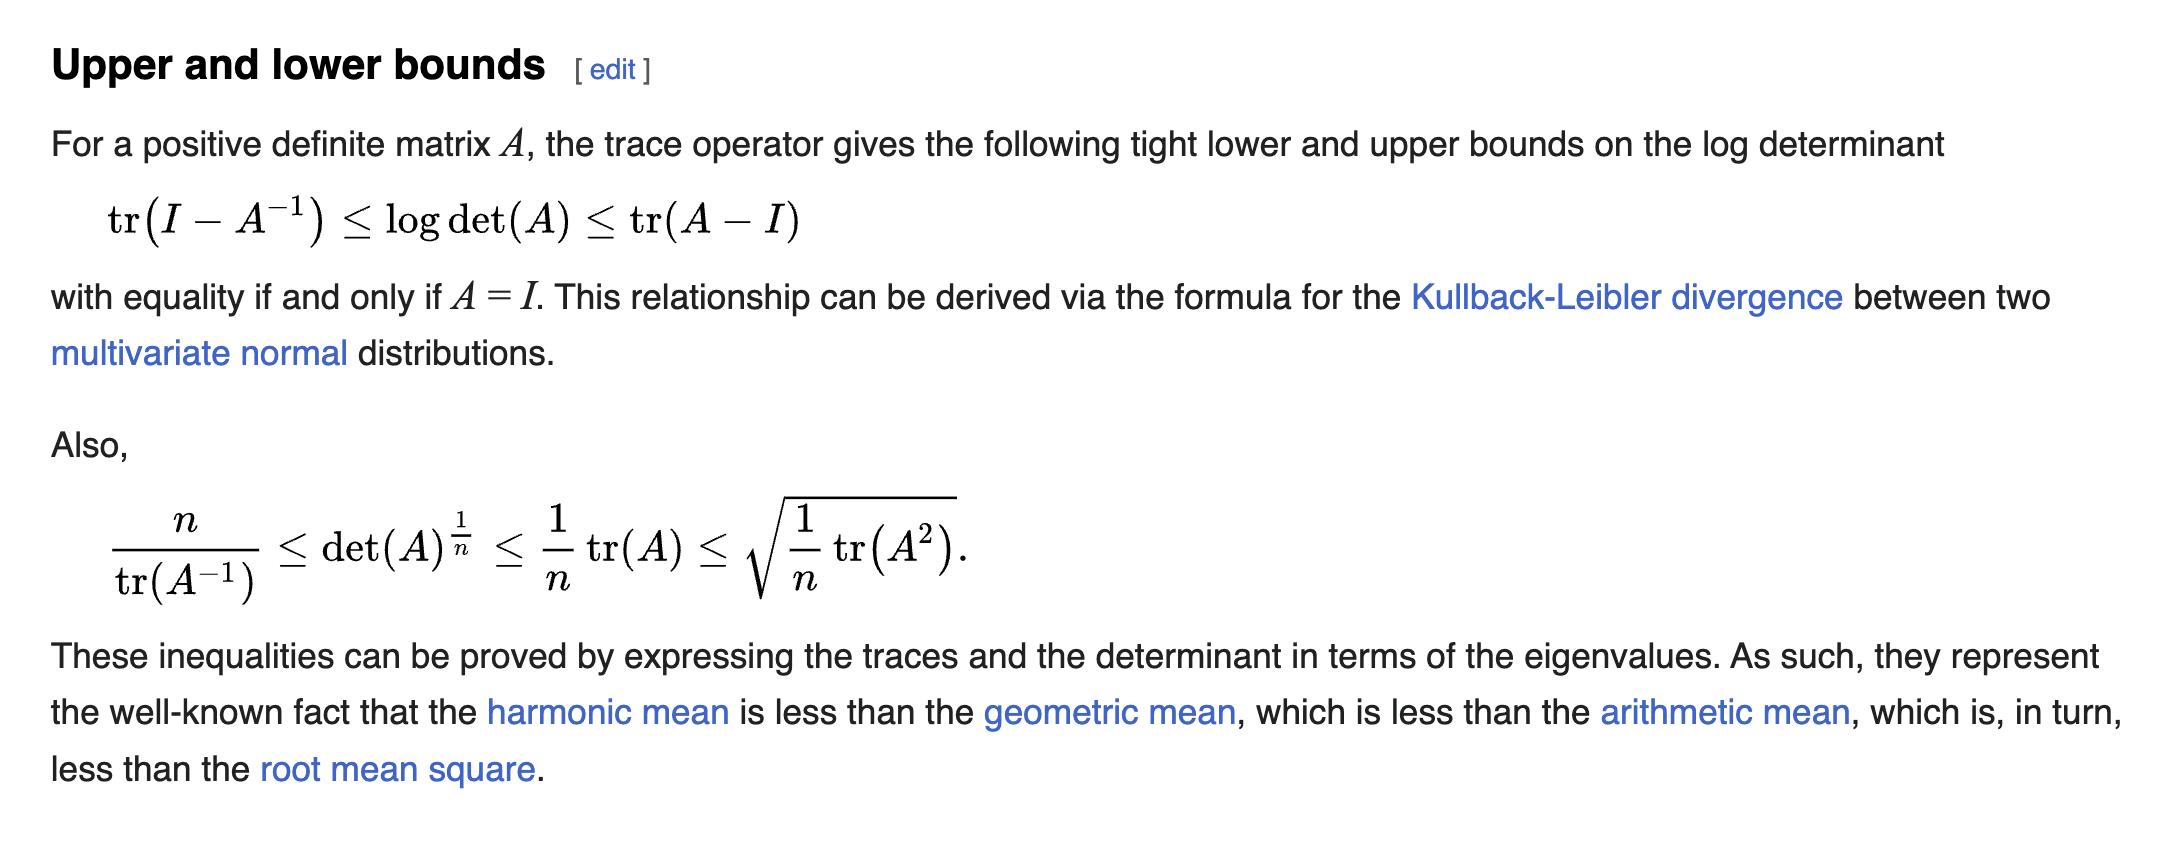 Upper and lower bounds [ edit ]
For a positive definite matrix A, the trace operator gives the following tight lower and upper bounds on the log determinant
tr(I − A⁻¹) ≤ log det(A) ≤ tr(A − I)
with equality if and only if A = I. This relationship can be derived via the formula for the Kullback-Leibler divergence between two
multivariate normal distributions.
Also,
\frac{n}{tr(A⁻¹)} ≤ det(A)^{\frac{1}{n}} ≤ \frac{1}{n} tr(A) ≤ \sqrt{\frac{1}{n} tr(A²)}.
These inequalities can be proved by expressing the traces and the determinant in terms of the eigenvalues. As such, they represent
the well-known fact that the harmonic mean is less than the geometric mean, which is less than the arithmetic mean, which is, in turn,
less than the root mean square.